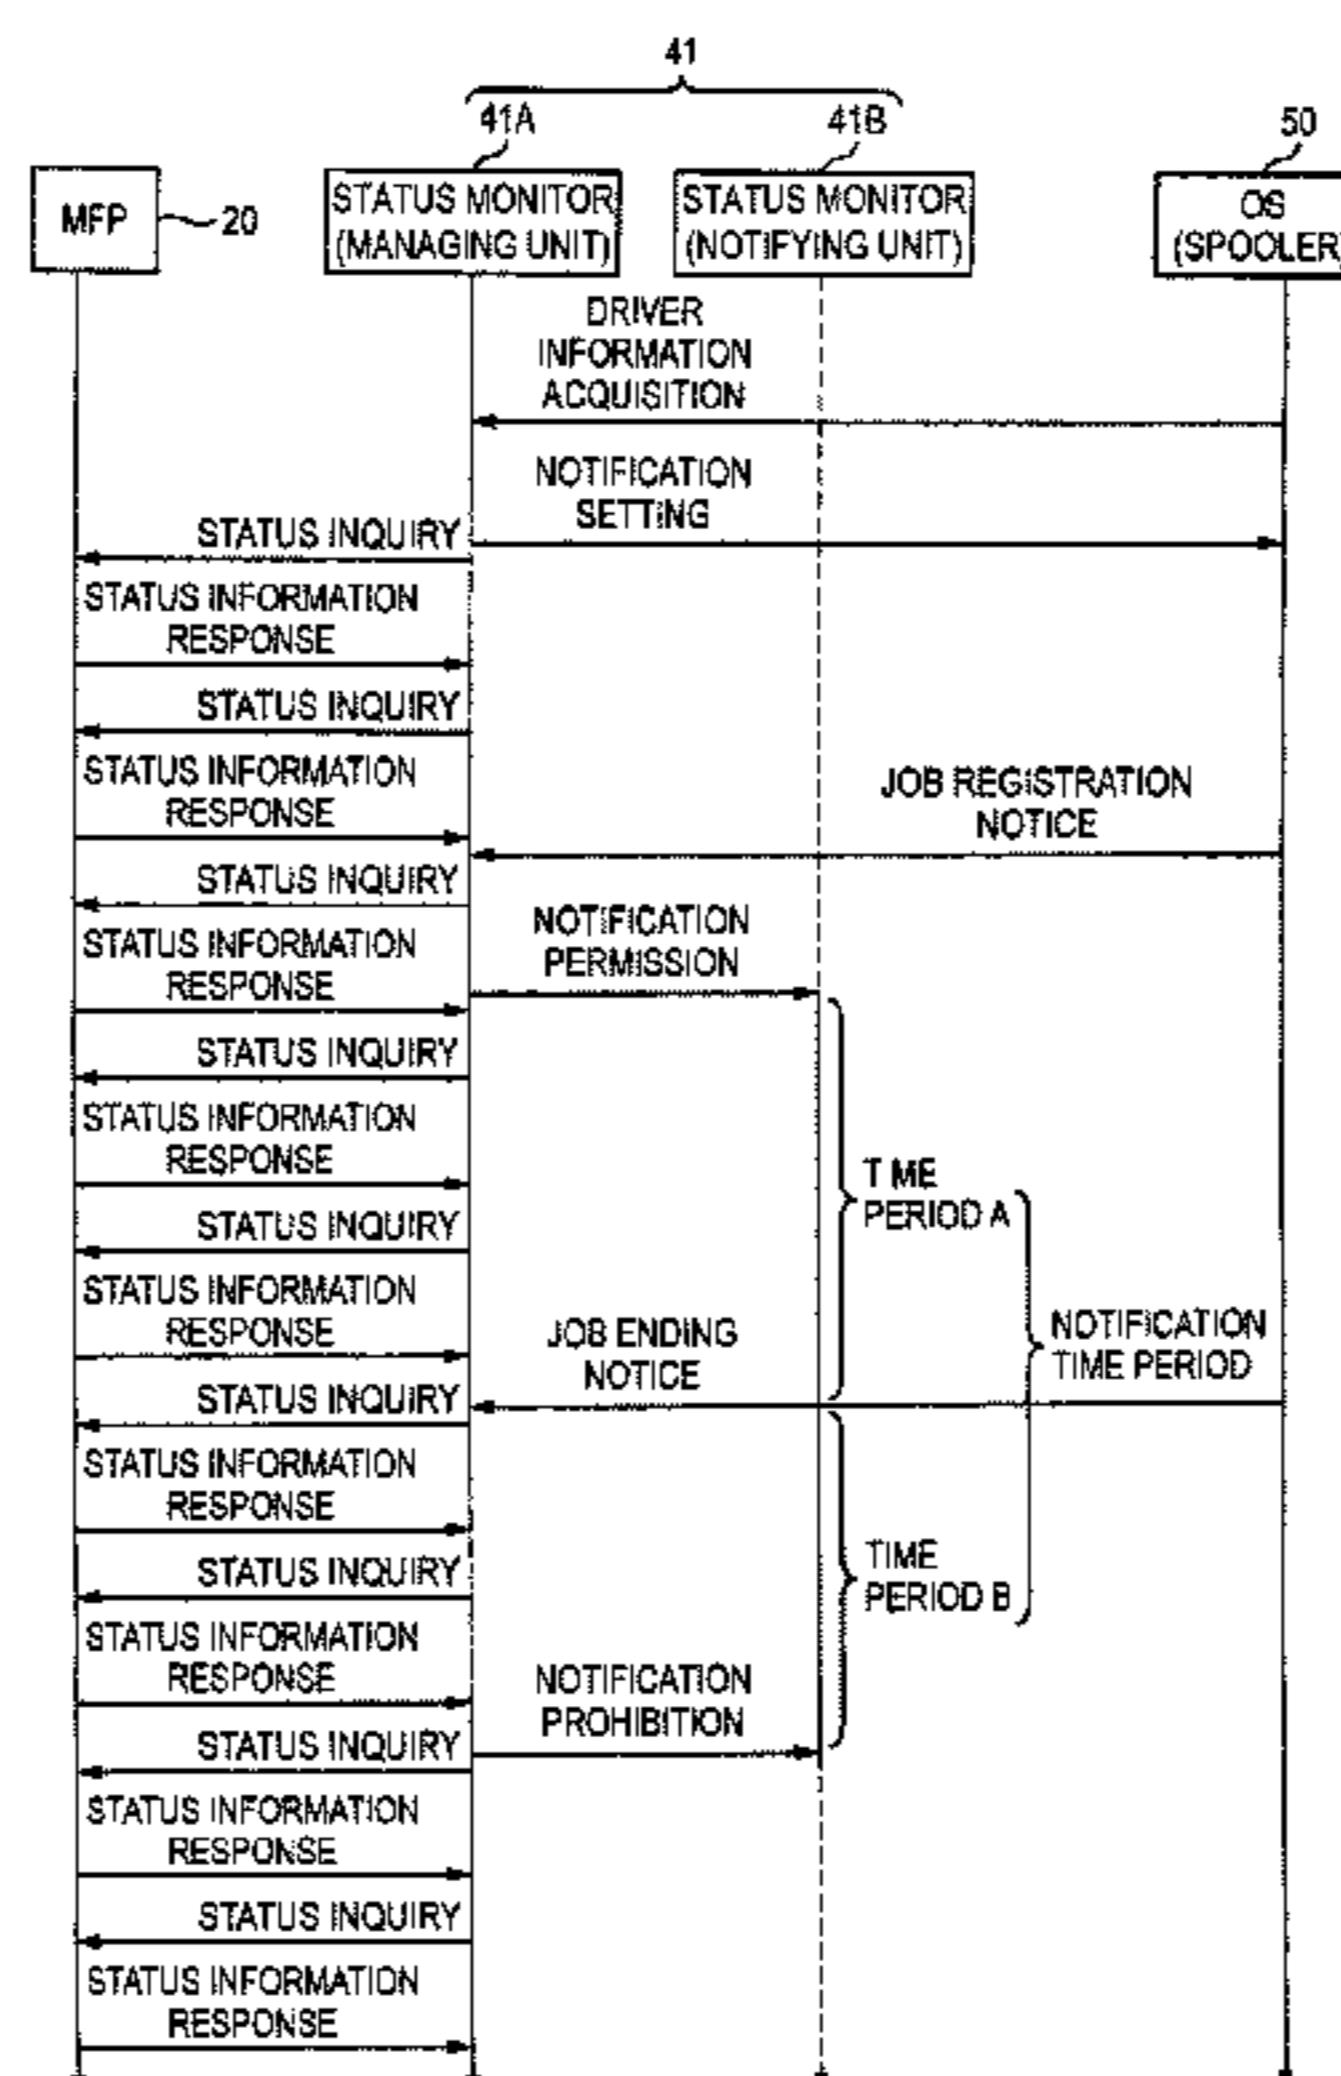 41
41A
41B
50
MFP
20
STATUS MONITOR
(MANAGING UNIT)
STATUS MONITOR
(NOTIFYING UNIT)
OS
(SPOOLER)
DRIVER
INFORMATION
ACQUISITION
NOTIFICATION
SETTING
STATUS INQUIRY
STATUS INFORMATION
RESPONSE
STATUS INQUIRY
STATUS INFORMATION
RESPONSE
JOB REGISTRATION
NOTICE
STATUS INQUIRY
STATUS INFORMATION
RESPONSE
NOTIFICATION
PERMISSION
STATUS INQUIRY
STATUS INFORMATION
RESPONSE
TIME
PERIOD A
STATUS INQUIRY
STATUS INFORMATION
RESPONSE
JOB ENDING
NOTICE
NOTIFICATION
TIME PERIOD
STATUS INQUIRY
STATUS INFORMATION
RESPONSE
TIME
PERIOD B
STATUS INQUIRY
STATUS INFORMATION
RESPONSE
NOTIFICATION
PROHIBITION
STATUS INQUIRY
STATUS INFORMATION
RESPONSE
STATUS INQUIRY
STATUS INFORMATION
RESPONSE